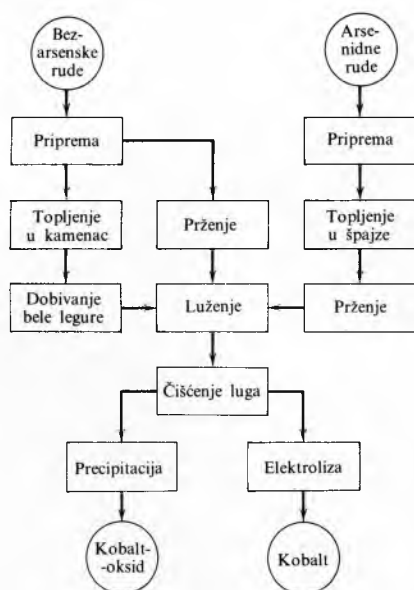 Bez-
arsenske
rude
Arse-
nidne
rude
Priprema
Priprema
Topljenje
u kamenac
Prženje
Topljenje
u špajze
Dobivanje
bele legure
Luženje
Prženje
Čišćenje luga
Precipitacija
Elektroliza
Kobalt-
-oksid
Kobalt